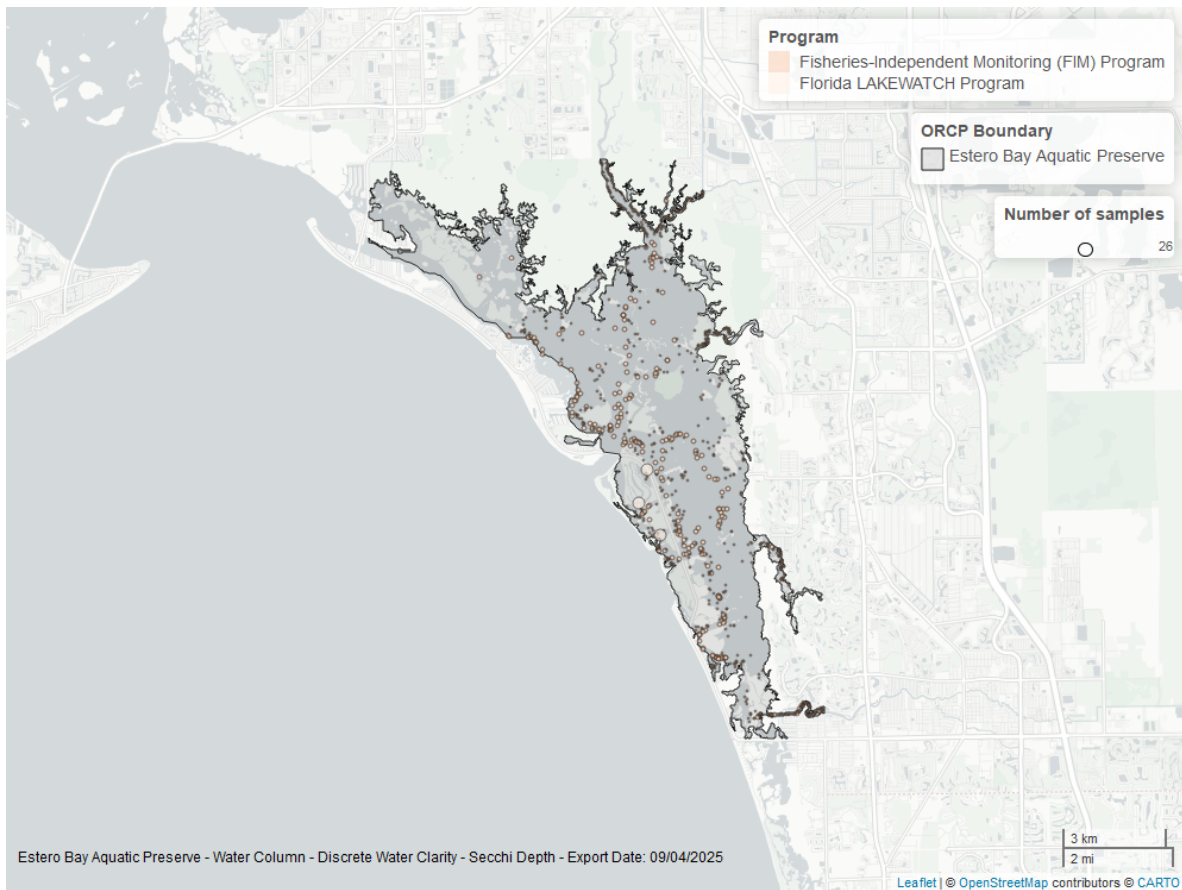 Program
Fisheries-Independent Monitoring (FIM) Program
Florida LAKEWATCH Program
ORCP Boundary
Estero Bay Aquatic Preserve
Number of samples
26
3 km
2 mi
Estero Bay Aquatic Preserve - Water Column - Discrete Water Clarity - Secchi Depth - Export Date: 09/04/2025
Leaflet | © OpenStreetMap contributors © CARTO